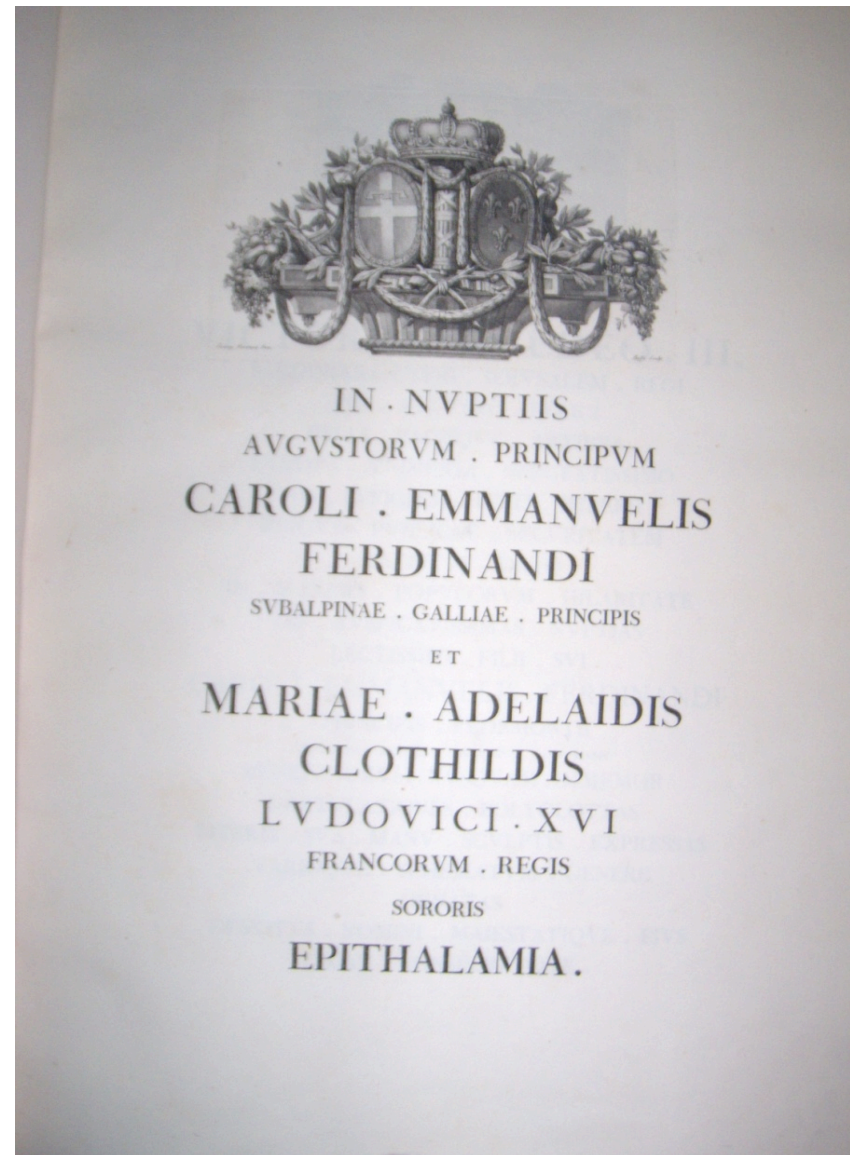 IN . NVPTIIS
AVGVSTORVM . PRINCIPVM
CAROLI . EMMANVELIS
FERDINANDI
SVBALPINAE . GALLIAE . PRINCIPIS
ET
MARIAE . ADELAIDIS
CLOTHILDIS
LVDOVICI . XVI
FRANCORVM . REGIS
SORORIS
EPITHALAMIA .